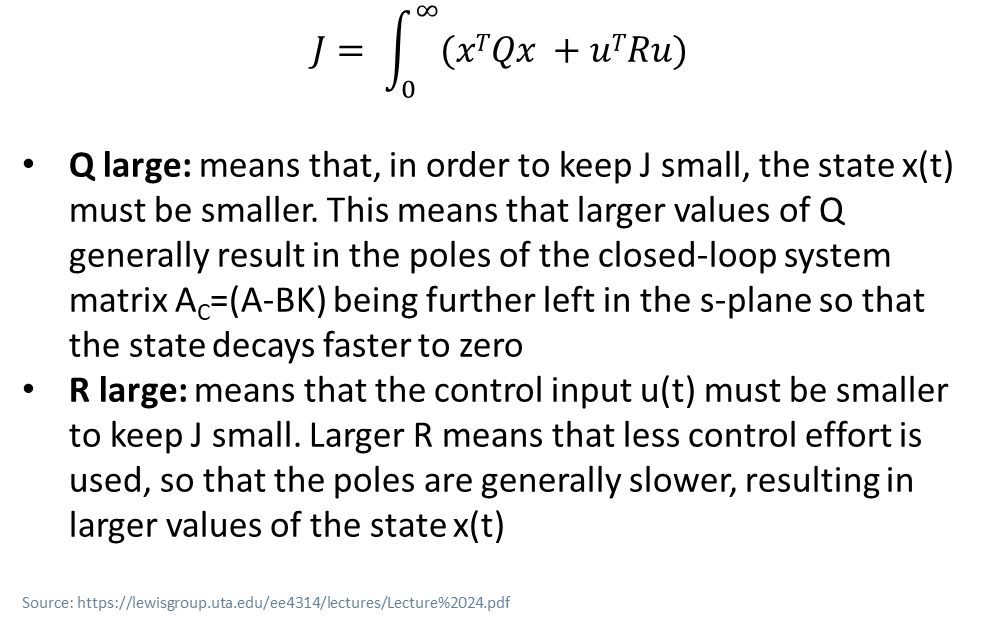 J = ∫₀^∞ (xᵀQx + uᵀRu)
• Q large: means that, in order to keep J small, the state x(t)
must be smaller. This means that larger values of Q
generally result in the poles of the closed-loop system
matrix A_C=(A-BK) being further left in the s-plane so that
the state decays faster to zero
• R large: means that the control input u(t) must be smaller
to keep J small. Larger R means that less control effort is
used, so that the poles are generally slower, resulting in
larger values of the state x(t)
Source: https://lewisgroup.uta.edu/ee4314/lectures/Lecture%2024.pdf